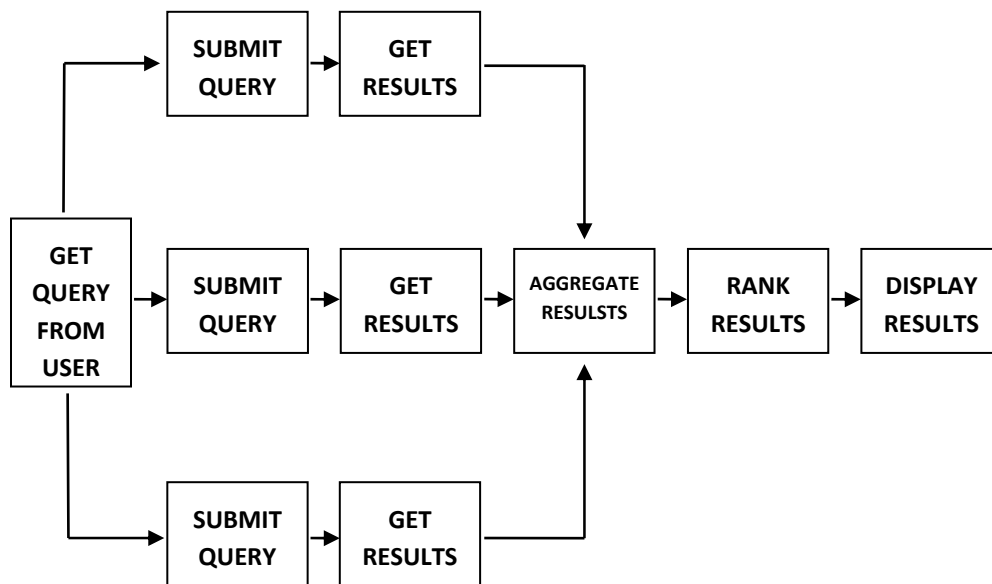 SUBMIT
QUERY
GET
RESULTS
GET
QUERY
FROM
USER
SUBMIT
QUERY
GET
RESULTS
AGGREGATE
RESULSTS
RANK
RESULTS
DISPLAY
RESULTS
SUBMIT
QUERY
GET
RESULTS